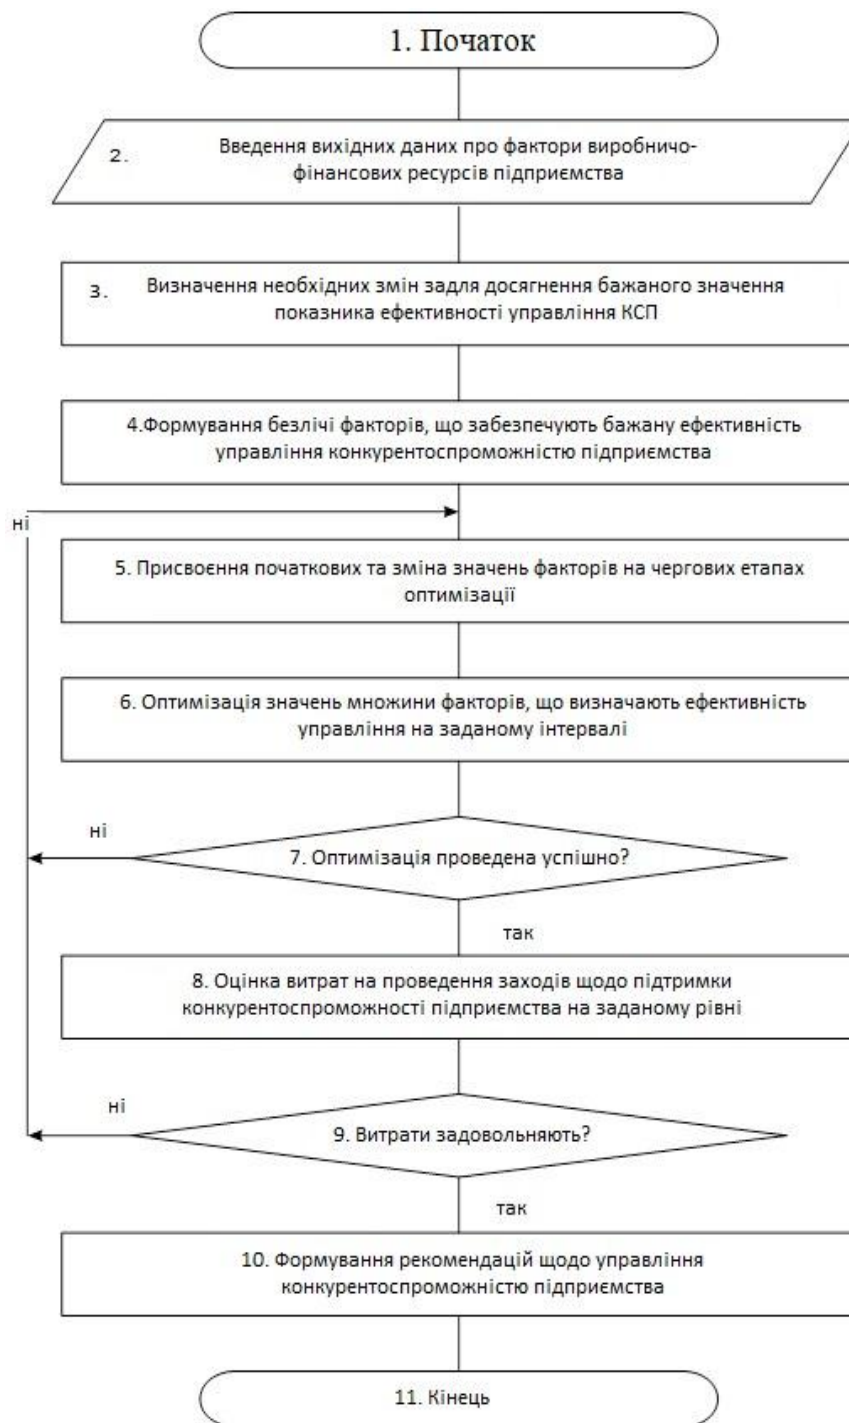 1. Початок
2. Введення вихідних даних про фактори виробничо-
фінансових ресурсів підприємства
3. Визначення необхідних змін задля досягнення бажаного значення
показника ефективності управління КСП
4.Формування безлічі факторів, що забезпечують бажану ефективність
управління конкурентоспроможністю підприємства
ні
5. Присвоєння початкових та зміна значень факторів на чергових етапах
оптимізації
6. Оптимізація значень множини факторів, що визначають ефективність
управління на заданому інтервалі
ні
7. Оптимізація проведена успішно?
так
8. Оцінка витрат на проведення заходів щодо підтримки
конкурентоспроможності підприємства на заданому рівні
ні
9. Витрати задовольняють?
так
10. Формування рекомендацій щодо управління
конкурентоспроможністю підприємства
11. Кінець